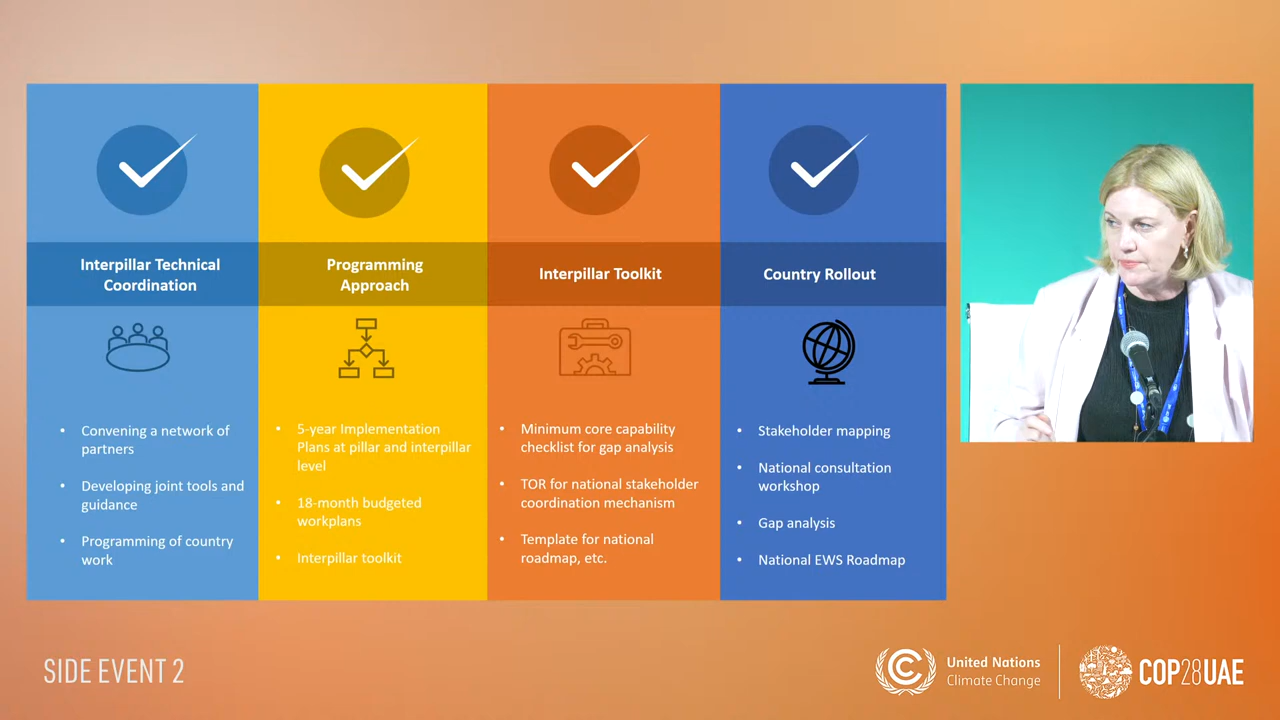 Interpillar Technical
Coordination
Convening a network of
partners
Developing joint tools and
guidance
Programming of country
work
Programming
Approach
5-year Implementation
Plans at pillar and interpillar
level
18-month budgeted
workplans
Interpillar toolkit
Interpillar Toolkit
Minimum core capability
checklist for gap analysis
TOR for national stakeholder
coordination mechanism
Template for national
roadmap, etc.
Country Rollout
Stakeholder mapping
National consultation
workshop
Gap analysis
National EWS Roadmap
SIDE EVENT 2
United Nations
Climate Change
COP28UAE